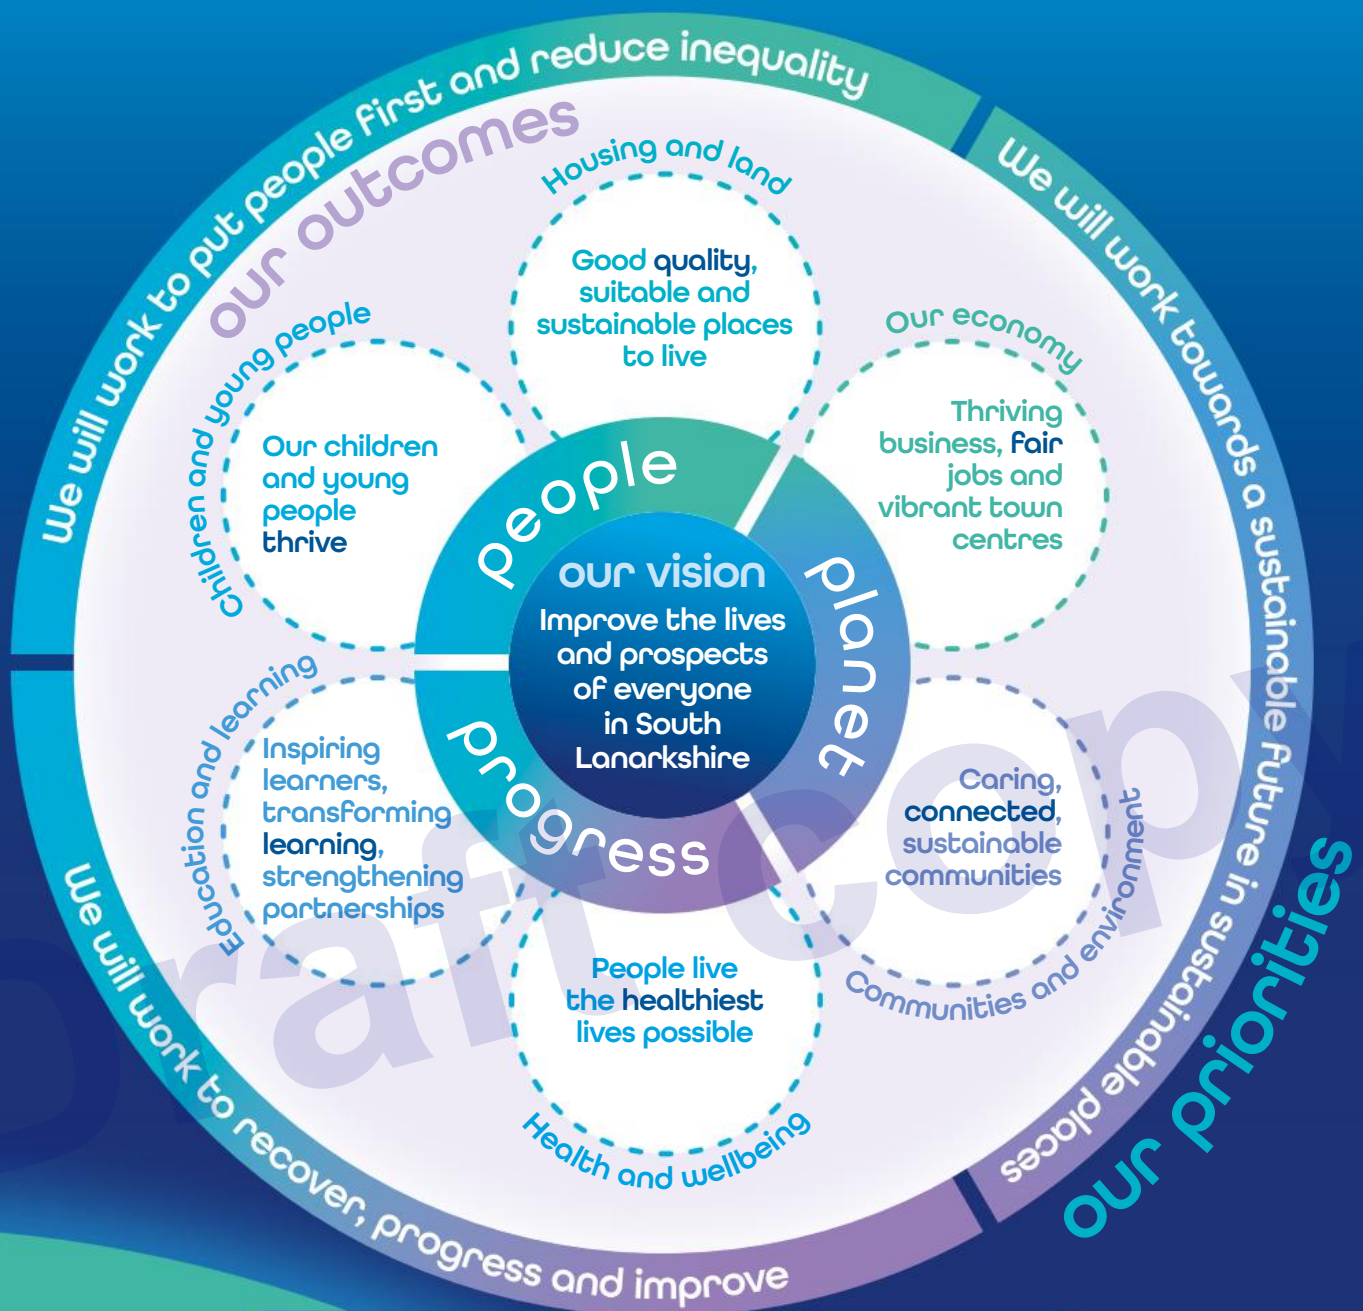 We will work to put people first and reduce inequality
We will work towards a sustainable future in sustainable places
We will work to recover, progress and improve
our priorities
our outcomes
Housing and land
Good quality,
suitable and
sustainable places
to live
Our economy
Thriving
business, fair
jobs and
vibrant town
centres
Communities and environment
Caring,
connected,
sustainable
communities
Health and wellbeing
People live
the healthiest
lives possible
Education and learning
Inspiring
learners,
transforming
learning,
strengthening
partnerships
Children and young people
Our children
and young
people
thrive
people
planet
progress
our vision
Improve the lives
and prospects
of everyone
in South
Lanarkshire
Draft copy